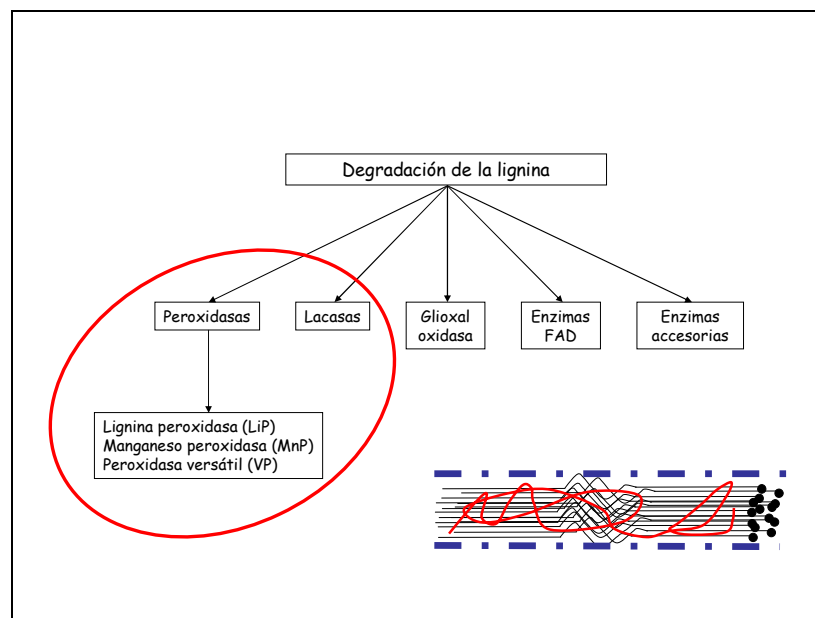 Degradación de la lignina
Peroxidasas
Lacasas
Glioxal
oxidasa
Enzimas
FAD
Enzimas
accesorias
Lignina peroxidasa (LiP)
Manganeso peroxidasa (MnP)
Peroxidasa versátil (VP)